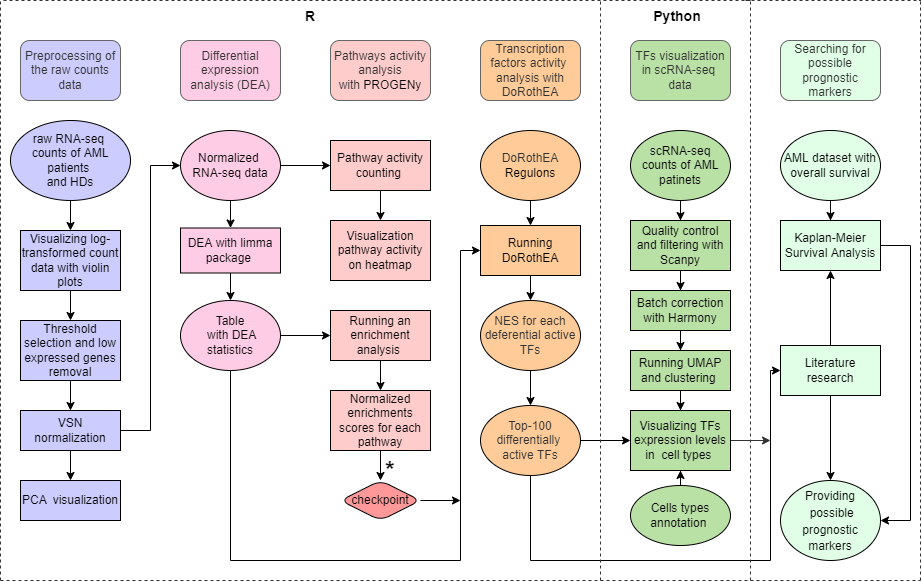 R
Python
Preprocessing
of the raw counts
data
Differential
expression
analysis (DEA)
Pathways activity
analysis
with PROGENy
Transcription
factors activity
analysis with
DoRothEA
TFs visualization
in scRNA-seq
data
Searching for
possible
prognostic
markers
raw RNA-seq
counts of AML
patients
and HDs
Visualizing log-
transformed count
data with violin
plots
Threshold
selection and low
expressed genes
removal
VSN
normalization
PCA visualization
Normalized
RNA-seq data
DEA with limma
package
Table
with DEA
statistics
Pathway activity
counting
Visualization
pathway activity
on heatmap
Running an
enrichment
analysis
Normalized
enrichments
scores for each
pathway
*
checkpoint
DoRothEA
Regulons
Running
DoRothEA
NES for each
deferential active
TFs
Top-100
differentially
active TFs
scRNA-seq
counts of AML
patinets
Quality control
and filtering with
Scanpy
Batch correction
with Harmony
Running UMAP
and clustering
Visualizing TFs
expression levels
in cell types
Cells types
annotation
AML dataset with
overall survival
Kaplan-Meier
Survival Analysis
Literature
research
Providing
possible
prognostic
markers